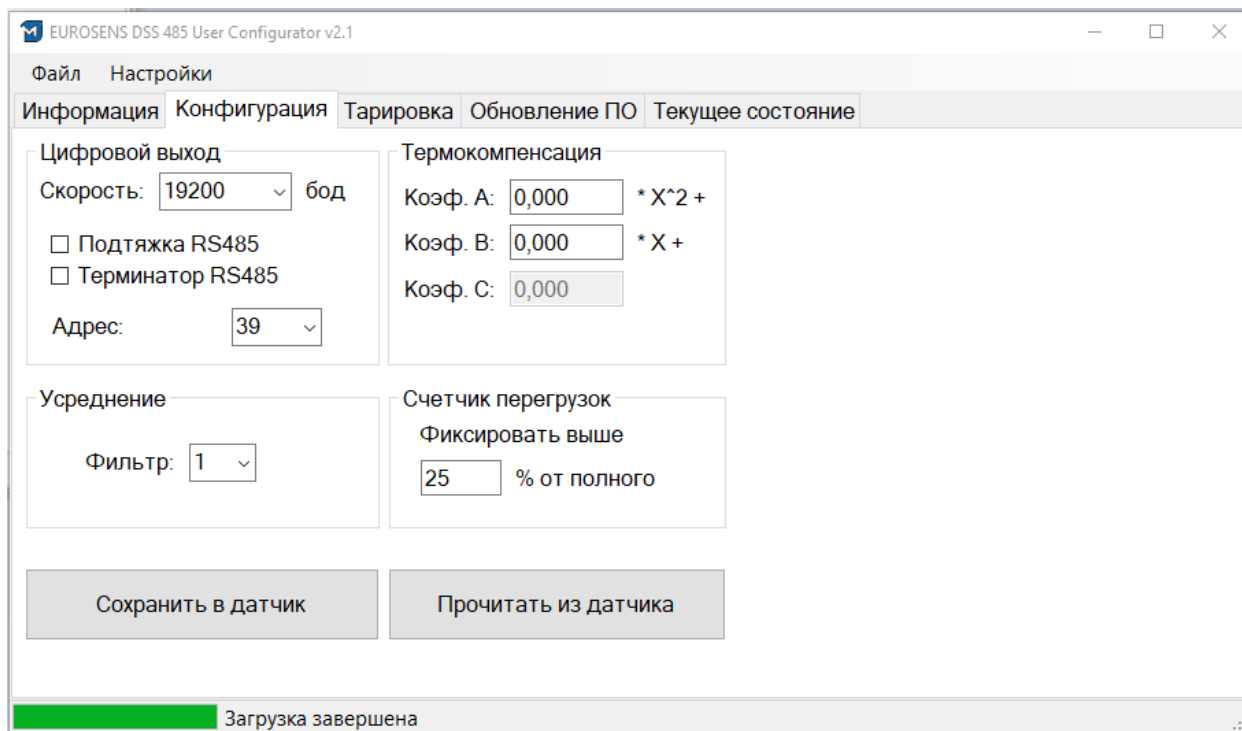 EUROSENS DSS 485 User Configurator v2.1
Файл Настройки
Информация Конфигурация Тарировка Обновление ПО Текущее состояние
Цифровой выход
Скорость: 19200 бод
Подтяжка RS485
Терминатор RS485
Адрес: 39
Термокомпенсация
Коэф. A: 0,000 * X^2 +
Коэф. B: 0,000 * X +
Коэф. C: 0,000
Усреднение
Фильтр: 1
Счетчик перегрузок
Фиксировать выше
25 % от полного
Сохранить в датчик Прочитать из датчика
Загрузка завершена